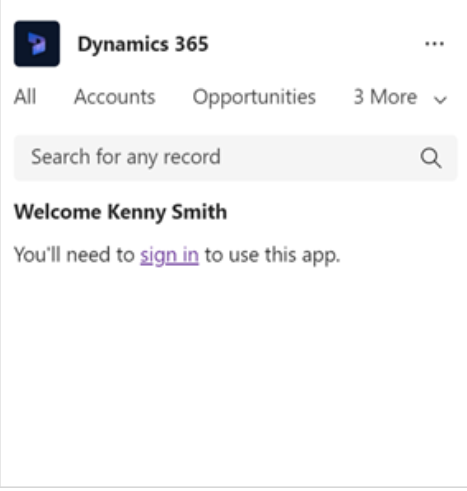 Dynamics 365
All Accounts Opportunities 3 More
Search for any record
Welcome Kenny Smith
You'll need to sign in to use this app.